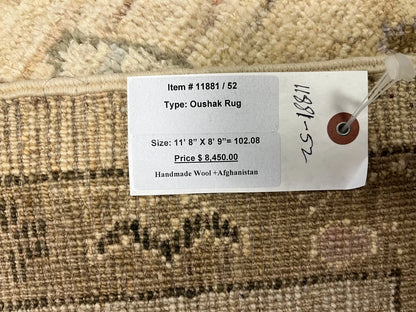 Item # 11881 / 52
Type: Oushak Rug
Size: 11' 8" X 8' 9"= 102.08
Price $ 8,450.00
Handmade Wool +Afghanistan
11881-52